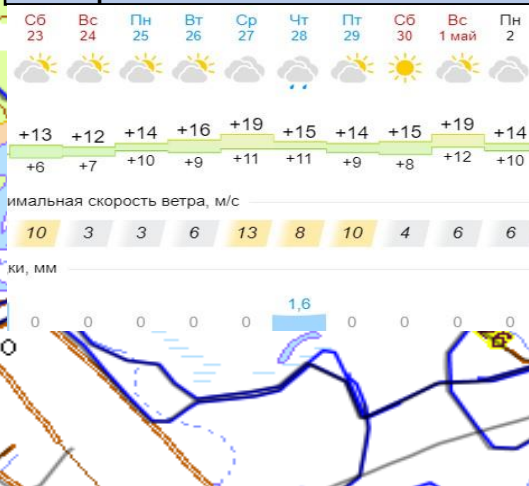 Сб Вс Пн Вт Ср Чт Пт Сб Вс Пн
23 24 25 26 27 28 29 30 1 май 2
+13 +12 +14 +16 +19 +15 +14 +15 +19 +14
+6 +7 +10 +9 +11 +11 +9 +8 +12 +10
имальная скорость ветра, м/с
10 3 3 6 13 8 10 4 6 6
ки, мм
1,6
0 0 0 0 0 0 0 0 0
о